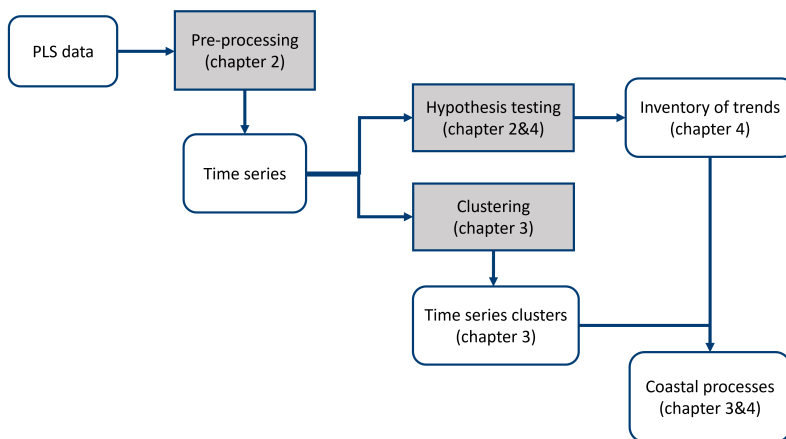 PLS data
Pre-processing
(chapter 2)
Time series
Hypothesis testing
(chapter 2&4)
Inventory of trends
(chapter 4)
Clustering
(chapter 3)
Time series clusters
(chapter 3)
Coastal processes
(chapter 3&4)